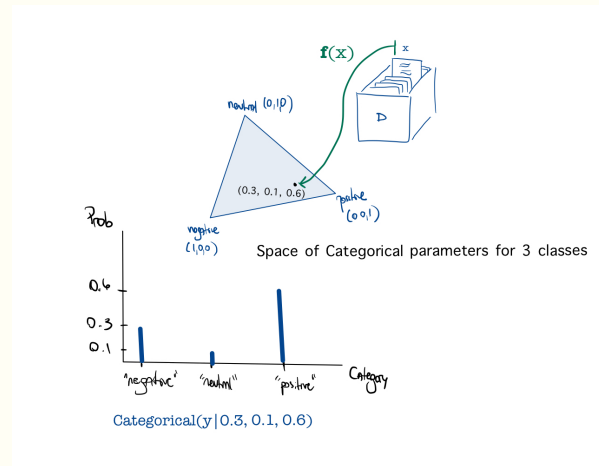 f(x)
x
D
neutral (0,1,0)
(0.3, 0.1, 0.6)
positive
(0,0,1)
negative
(1,0,0)
Space of Categorical parameters for 3 classes
Prob
0.6
0.3
0.1
"negative" "neutral" "positive" Category
Categorical(y|0.3, 0.1, 0.6)